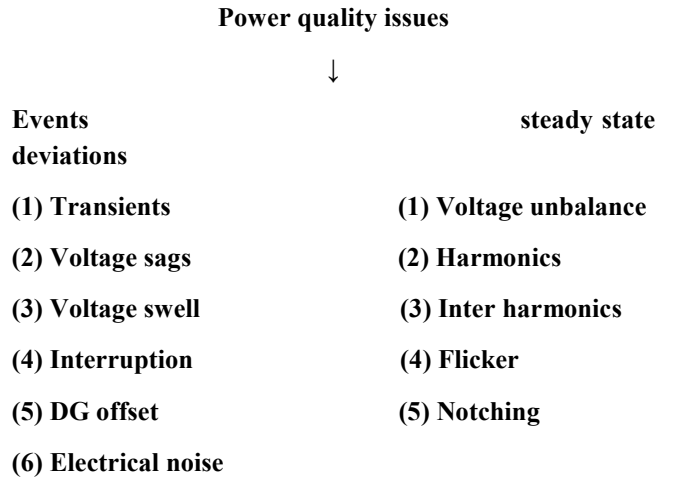 Power quality issues
↓
Events steady state
deviations
(1) Transients (1) Voltage unbalance
(2) Voltage sags (2) Harmonics
(3) Voltage swell (3) Inter harmonics
(4) Interruption (4) Flicker
(5) DG offset (5) Notching
(6) Electrical noise